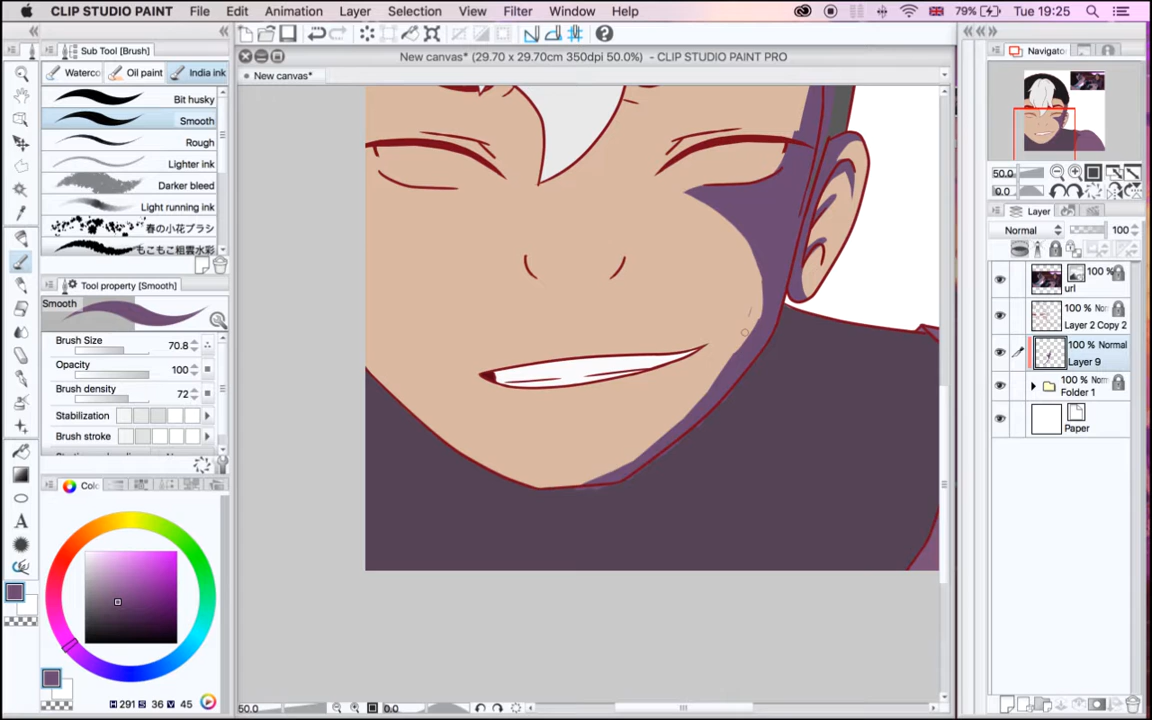 CLIP STUDIO PAINT File Edit Animation Layer Selection View Filter Window Help 79% Tue 19:25
Sub Tool [Brush]
Waterco Oil paint India ink
Bit husky
Smooth
Rough
Lighter ink
Darker bleed
Light running ink
春の小花ブラシ
もこもこ粗雲水彩
Tool property [Smooth]
Smooth
Brush Size 70.8
Opacity 100
Brush density 72
Stabilization
Brush stroke
Colo
H 291 S 36 V 45
New canvas* (29.70 x 29.70cm 350dpi 50.0%) - CLIP STUDIO PAINT PRO
New canvas*
50.0 0.0
Navigato
50.0
0.0
Layer
Normal 100
100 %
url
100 % Nor
Layer 2 Copy 2
100 % Normal
Layer 9
100 % Norm
Folder 1
Paper